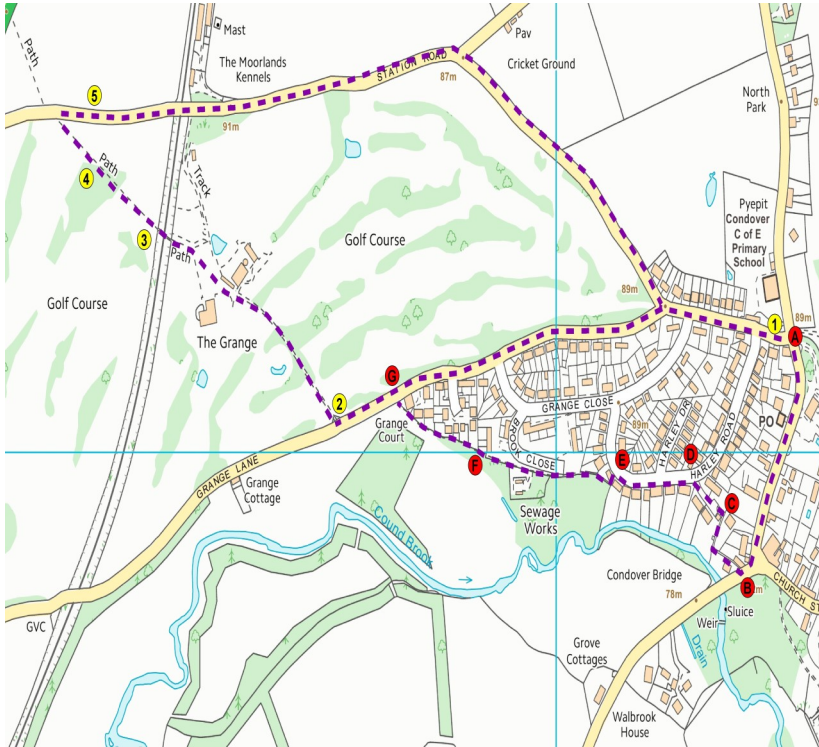 Path
Mast
The Moorlands
Kennels
Pav
Cricket Ground
STATION ROAD
87m
5
91m
North
Park
4
Path
Track
3
Path
Golf Course
Pyepit
Condover
C of E
Primary
School
Golf Course
89m
1
89m
A
The Grange
G
2
Grange
Court
GRANGE CLOSE
89m
BROOK CLOSE
HARLEY DR
HARLEY ROAD
PO
F
E
D
C
GRANGE LANE
Grange
Cottage
Sewage
Works
Cound Brook
Condover Bridge
78m
B
CHURCH ST
Sluice
Weir
Drain
GVC
Grove
Cottages
Walbrook
House